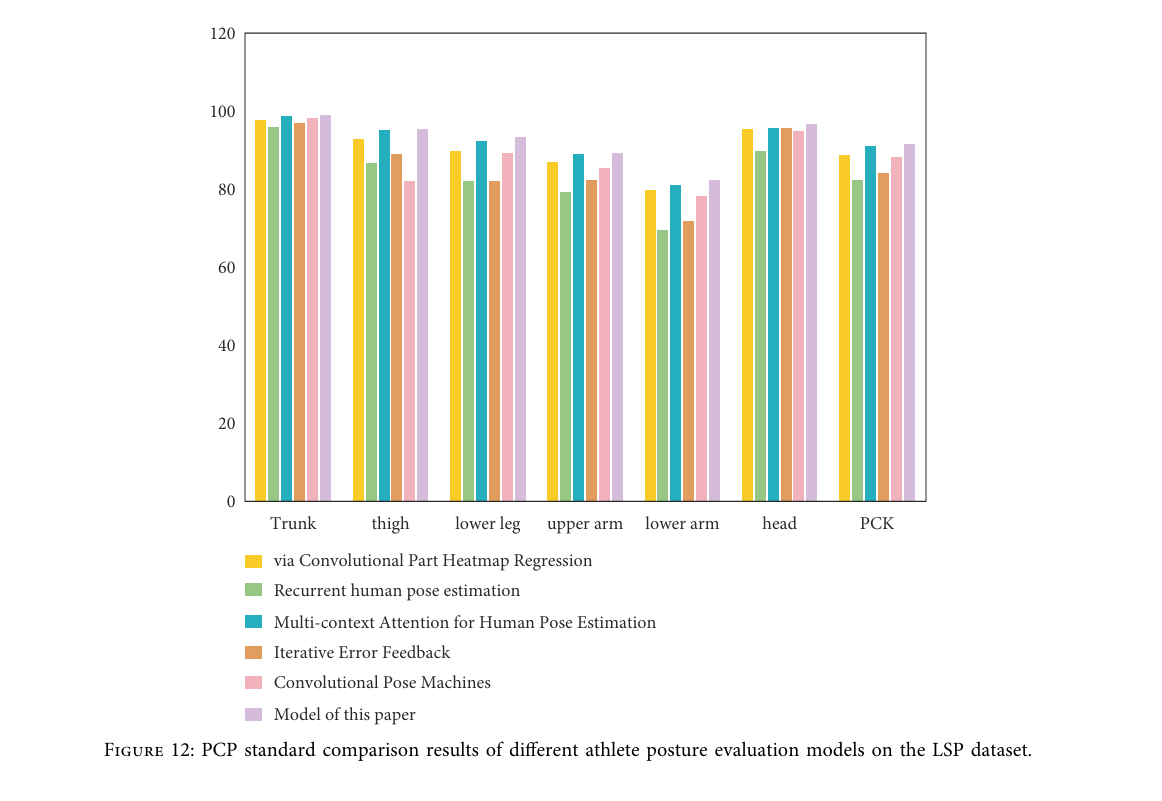 120
100
80
60
40
20
0
Trunk thigh lower leg upper arm lower arm head PCK
via Convolutional Part Heatmap Regression
Recurrent human pose estimation
Multi-context Attention for Human Pose Estimation
Iterative Error Feedback
Convolutional Pose Machines
Model of this paper
Figure 12: PCP standard comparison results of different athlete posture evaluation models on the LSP dataset.